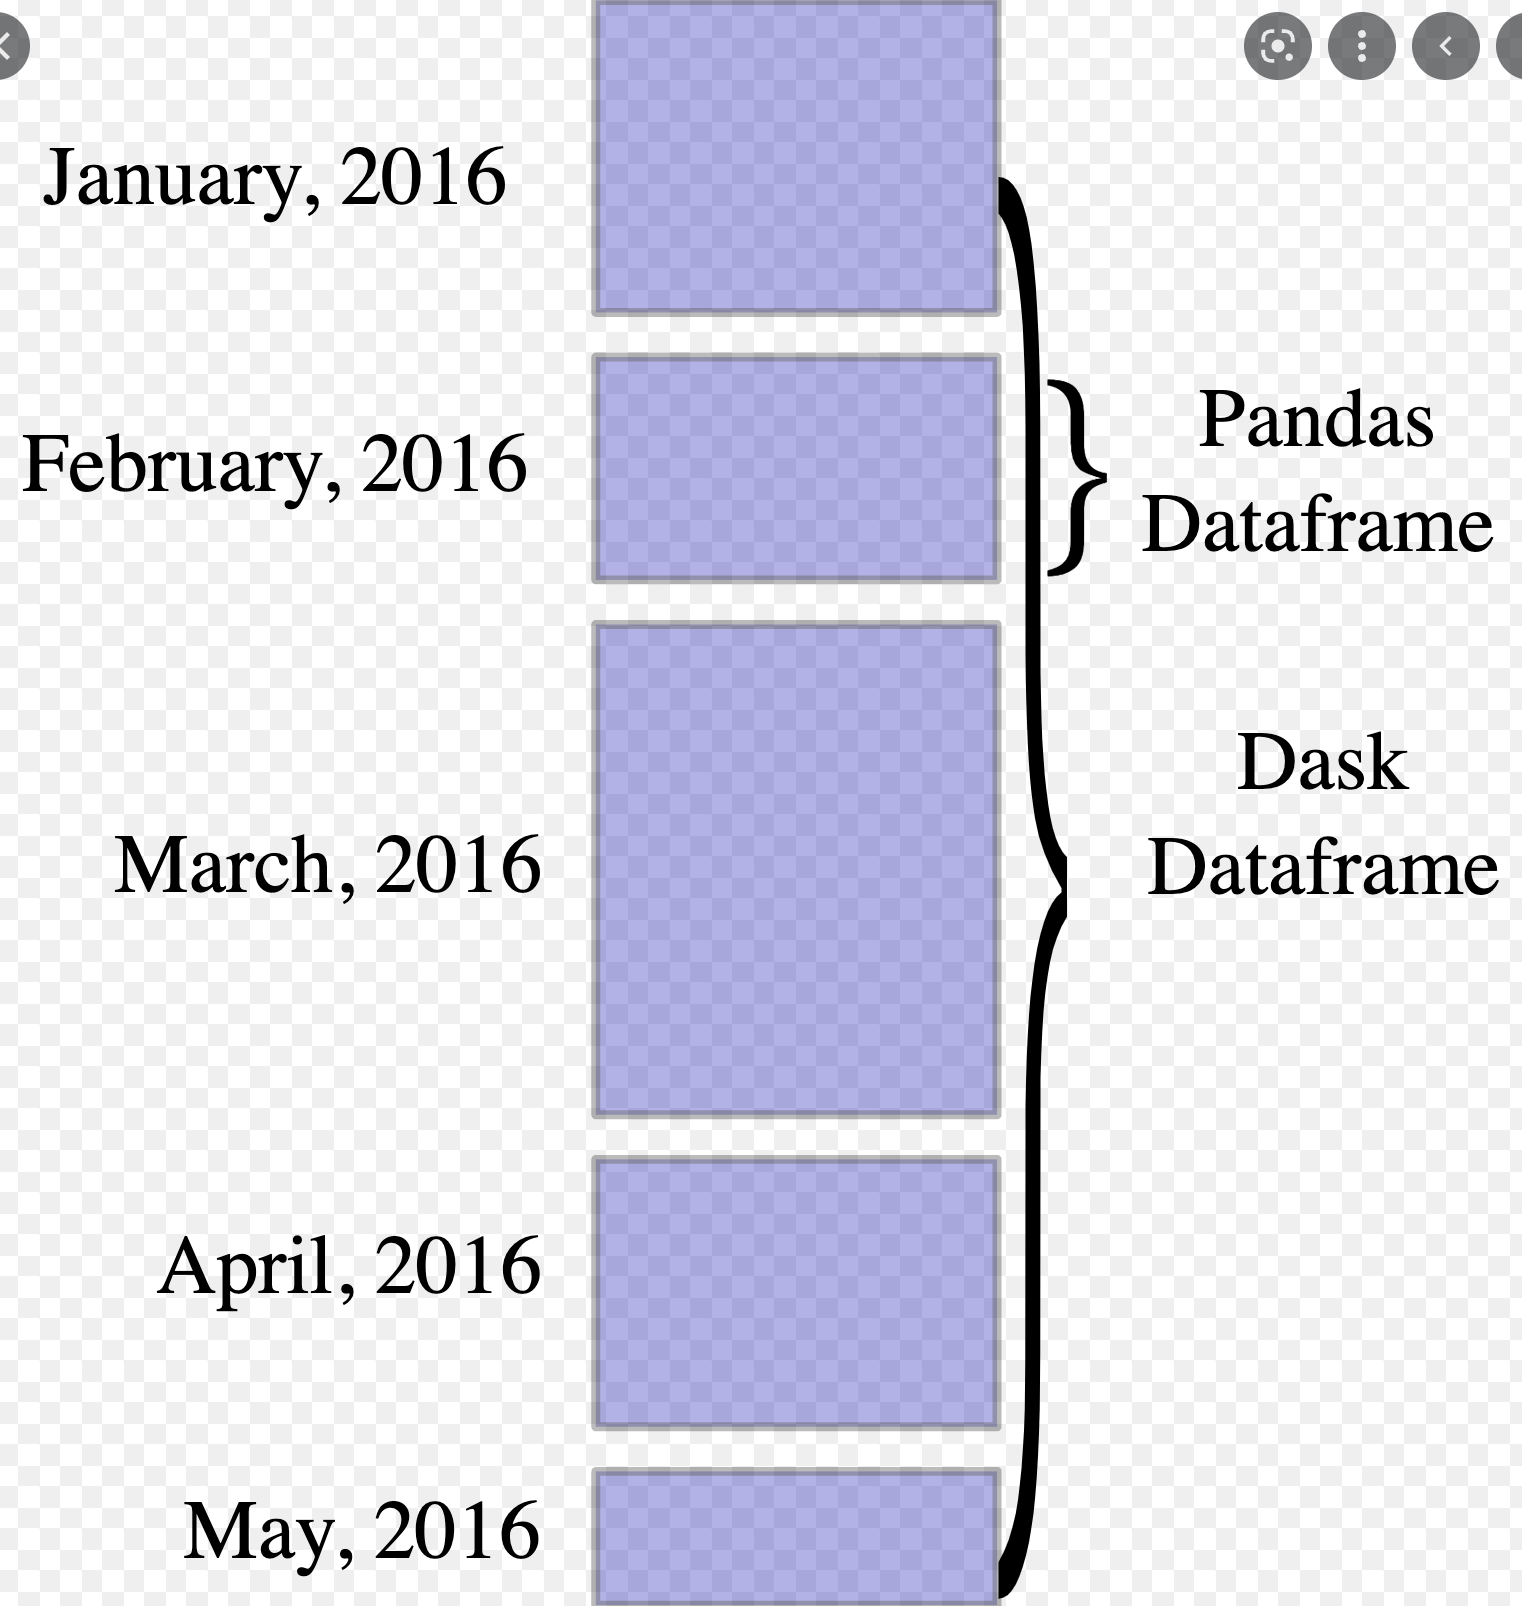 January, 2016
February, 2016
Pandas
Dataframe
March, 2016
Dask
Dataframe
April, 2016
May, 2016